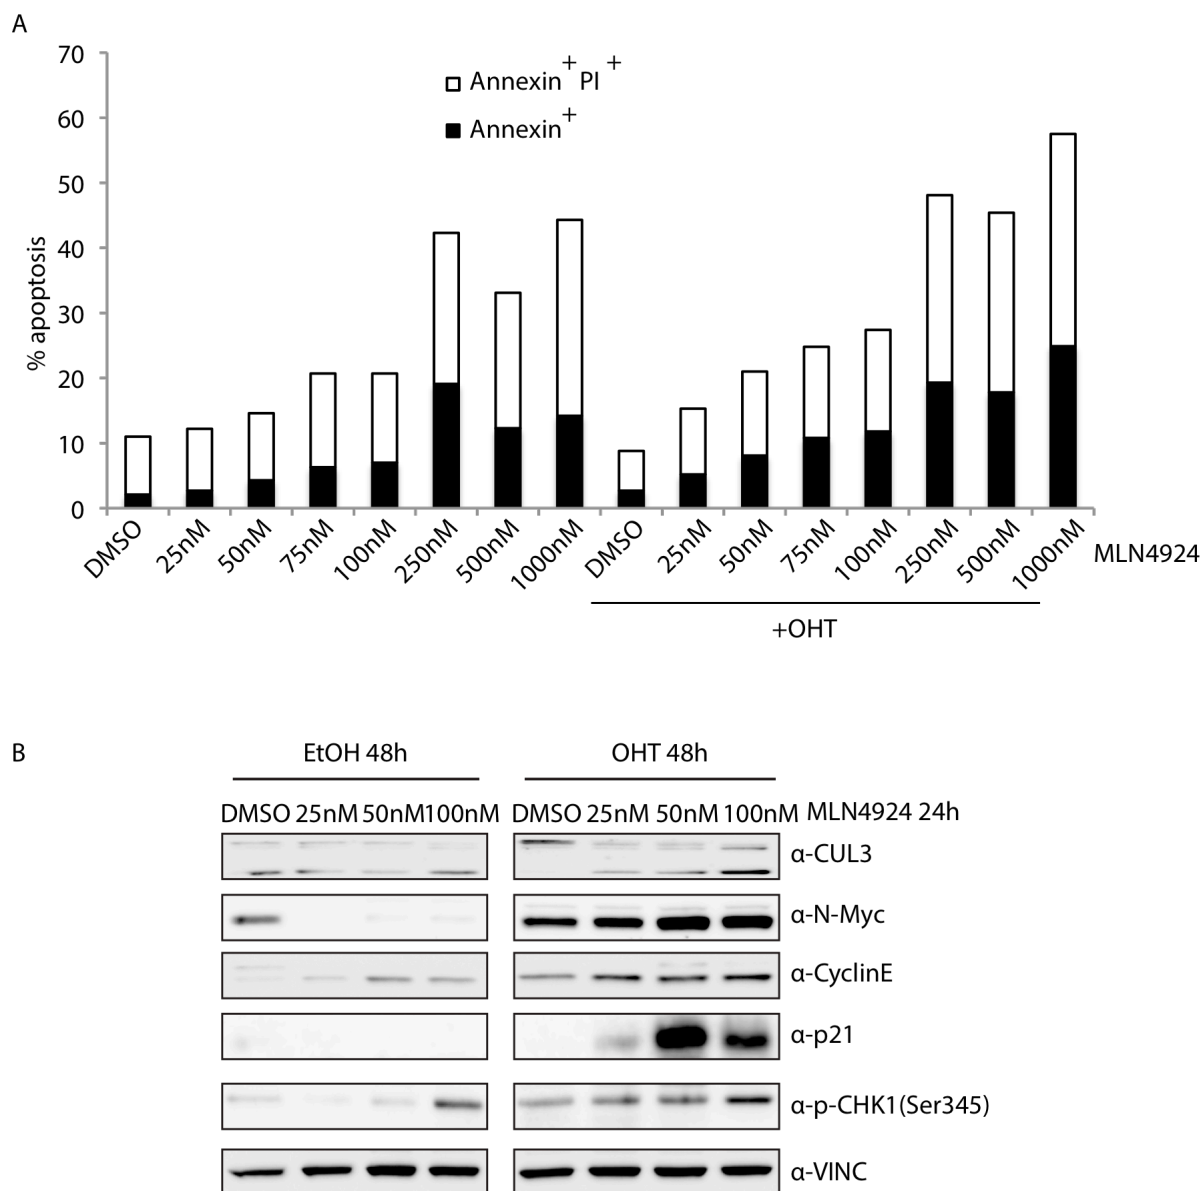 A
70
60
50
40
30
20
10
0
% apoptosis
Annexin+ PI +
Annexin+
DMSO 25nM 50nM 75nM 100nM 250nM 500nM 1000nM DMSO 25nM 50nM 75nM 100nM 250nM 500nM 1000nM MLN4924
+OHT
B
EtOH 48h OHT 48h
DMSO 25nM 50nM 100nM DMSO 25nM 50nM 100nM MLN4924 24h
α-CUL3
α-N-Myc
α-CyclinE
α-p21
α-p-CHK1(Ser345)
α-VINC